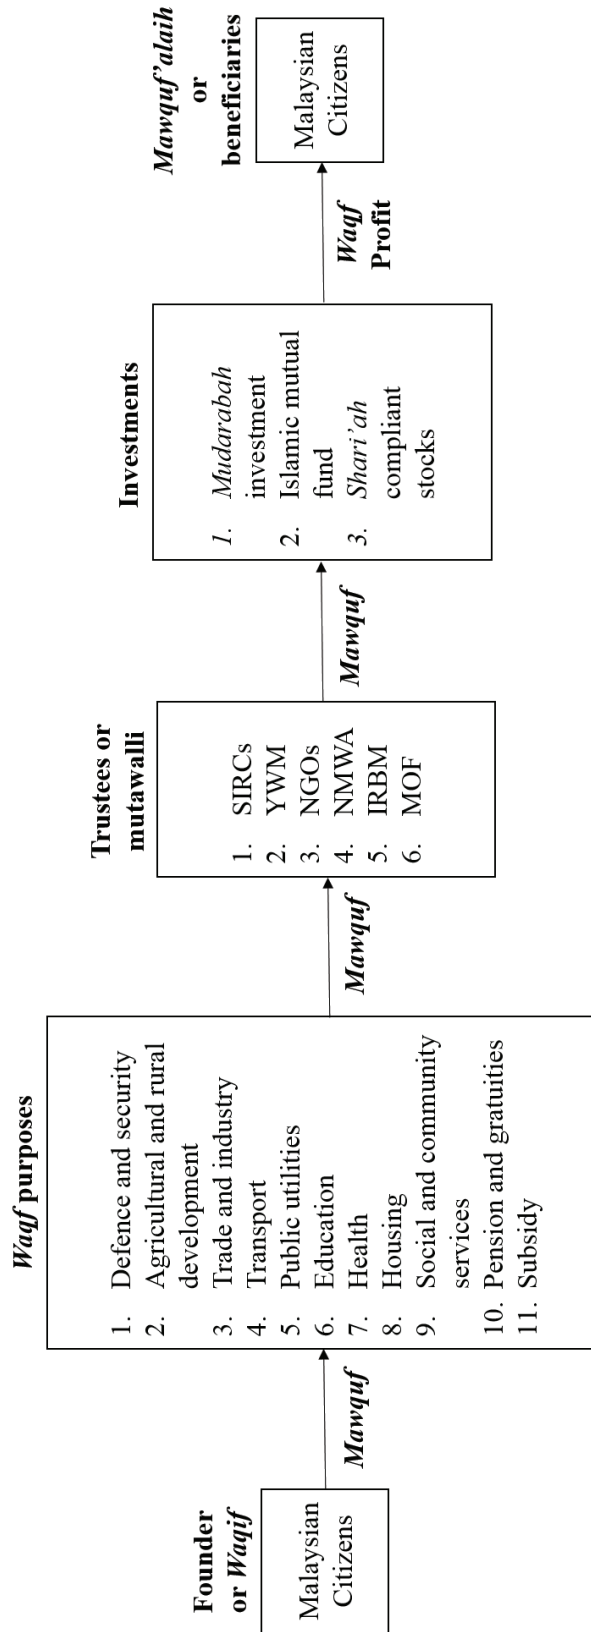 Founder
or Waqif
Malaysian
Citizens
Mawquf
Waqf purposes
1. Defence and security
2. Agricultural and rural
development
3. Trade and industry
4. Transport
5. Public utilities
6. Education
7. Health
8. Housing
9. Social and community
services
10. Pension and gratuities
11. Subsidy
Mawquf
Trustees or
mutawalli
1. SIRCs
2. YWM
3. NGOs
4. NMWA
5. IRBM
6. MOF
Mawquf
Investments
1. Mudarabah
investment
2. Islamic mutual
fund
3. Shari’ah
compliant
stocks
Waqf
Profit
Mawquf’alaih
or
beneficiaries
Malaysian
Citizens